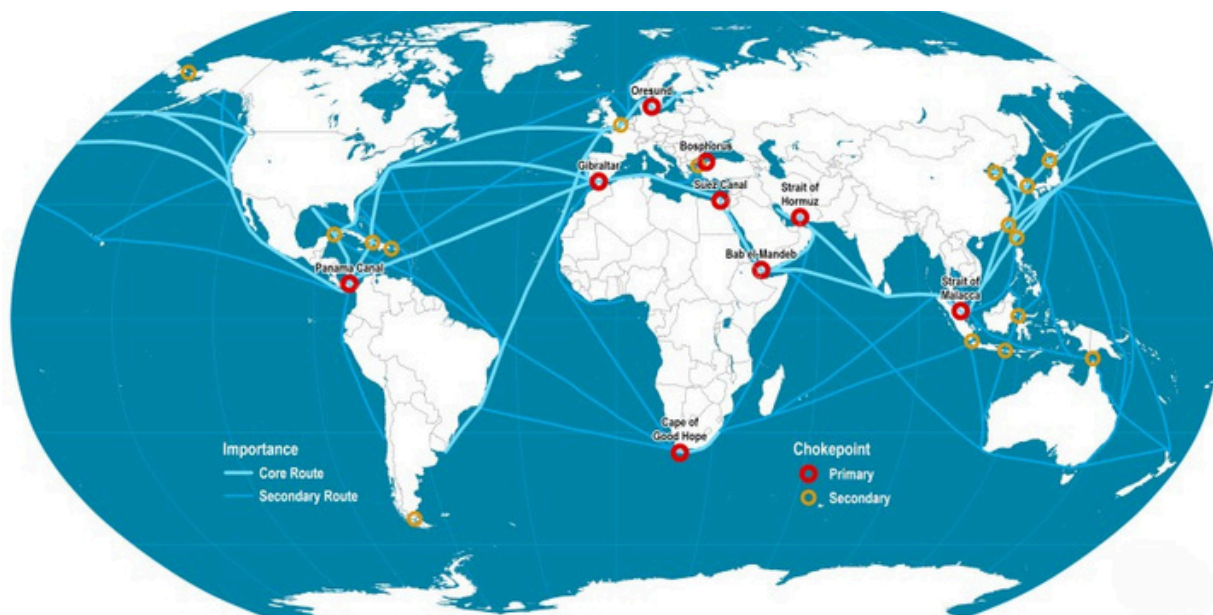 Oresund
Bosphorus
Gibraltar
Suez Canal
Strait of
Hormuz
Bab el-Mandeb
Panama Canal
Strait of
Malacca
Cape of
Good Hope
Importance
Core Route
Secondary Route
Chokepoint
Primary
Secondary